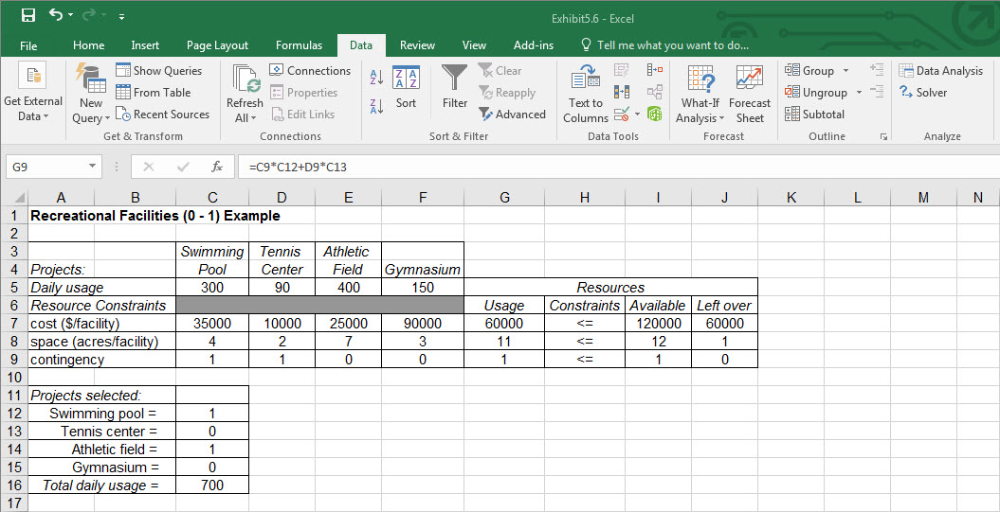 Exhibit5.6 - Excel
File Home Insert Page Layout Formulas Data Review View Add-ins Tell me what you want to do...
Get External Data
New Query
Show Queries
From Table
Recent Sources
Get & Transform
Refresh All
Connections
Properties
Edit Links
Connections
Sort
Filter
Clear
Reapply
Advanced
Sort & Filter
Text to Columns
Data Tools
What-If Analysis
Forecast Sheet
Forecast
Group
Ungroup
Subtotal
Outline
Data Analysis
Solver
Analyze
G9 fx =C9*C12+D9*C13
A B C D E F G H I J K L M N
1 Recreational Facilities (0 - 1) Example
2
3 Swimming Tennis Athletic
4 Projects: Pool Center Field Gymnasium
5 Daily usage 300 90 400 150 Resources
6 Resource Constraints Usage Constraints Available Left over
7 cost ($/facility) 35000 10000 25000 90000 60000 <= 120000 60000
8 space (acres/facility) 4 2 7 3 11 <= 12 1
9 contingency 1 1 0 0 1 <= 1 0
10
11 Projects selected:
12 Swimming pool = 1
13 Tennis center = 0
14 Athletic field = 1
15 Gymnasium = 0
16 Total daily usage = 700
17